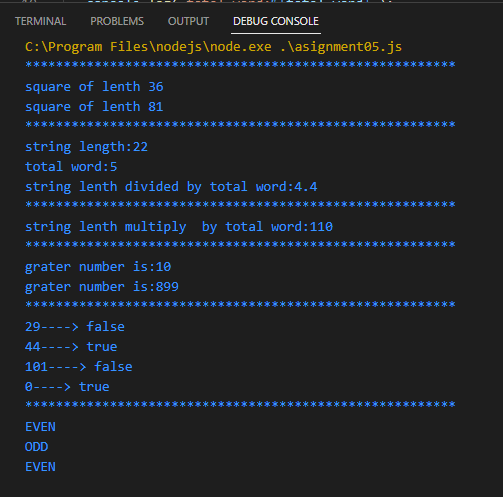 TERMINAL PROBLEMS OUTPUT DEBUG CONSOLE
C:\Program Files\nodejs\node.exe .\asignment05.js
********************************************************
square of lenth 36
square of lenth 81
********************************************************
string length:22
total word:5
string lenth divided by total word:4.4
********************************************************
string lenth multiply  by total word:110
********************************************************
grater number is:10
grater number is:899
********************************************************
29----> false
44----> true
101----> false
0----> true
********************************************************
EVEN
ODD
EVEN